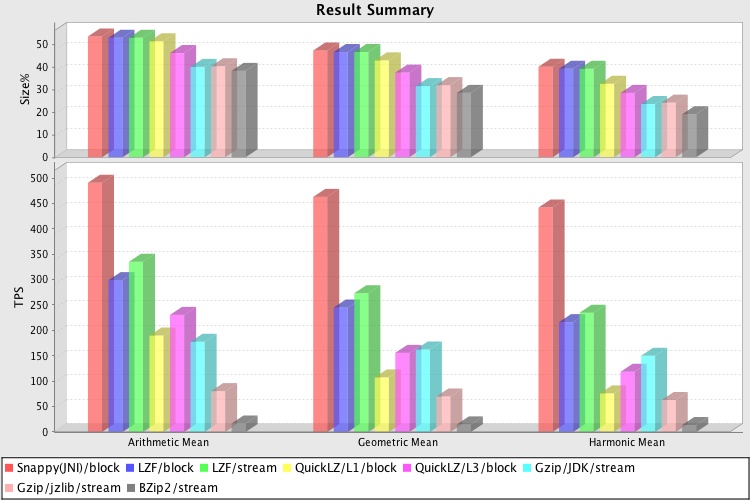 Result Summary
Size%
50
40
30
20
10
0
TPS
500
450
400
350
300
250
200
150
100
50
0
Arithmetic Mean Geometric Mean Harmonic Mean
Snappy(JNI)/block LZF/block LZF/stream QuickLZ/L1/block QuickLZ/L3/block Gzip/JDK/stream
Gzip/jzlib/stream BZip2/stream